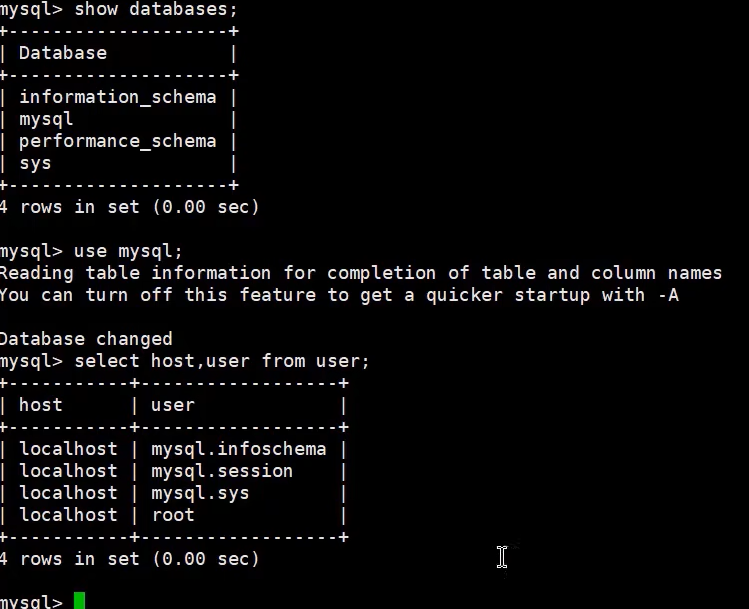 mysql> show databases;
+--------------------+
| Database           |
+--------------------+
| information_schema |
| mysql              |
| performance_schema |
| sys                |
+--------------------+
4 rows in set (0.00 sec)

mysql> use mysql;
Reading table information for completion of table and column names
You can turn off this feature to get a quicker startup with -A

Database changed
mysql> select host,user from user;
+-----------+------------------+
| host      | user             |
+-----------+------------------+
| localhost | mysql.infoschema |
| localhost | mysql.session    |
| localhost | mysql.sys        |
| localhost | root             |
+-----------+------------------+
4 rows in set (0.00 sec)

mysql>